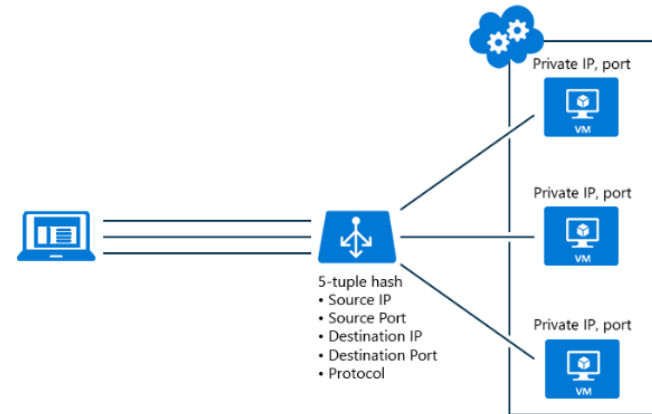 Private IP, port
VM
Private IP, port
VM
5-tuple hash
• Source IP
• Source Port
• Destination IP
• Destination Port
• Protocol
Private IP, port
VM